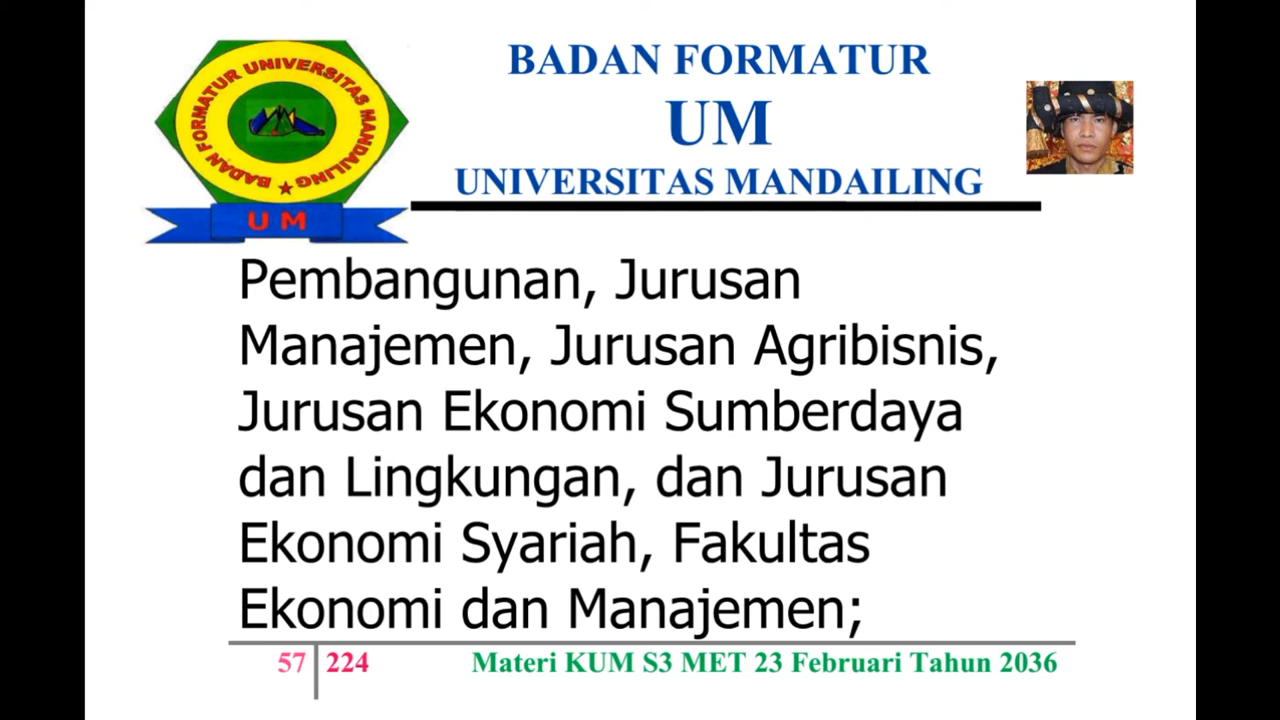 BADAN FORMATUR UNIVERSITAS MANDAILING
UM
BADAN FORMATUR
UM
UNIVERSITAS MANDAILING
Pembangunan, Jurusan
Manajemen, Jurusan Agribisnis,
Jurusan Ekonomi Sumberdaya
dan Lingkungan, dan Jurusan
Ekonomi Syariah, Fakultas
Ekonomi dan Manajemen;
57 224 Materi KUM S3 MET 23 Februari Tahun 2036